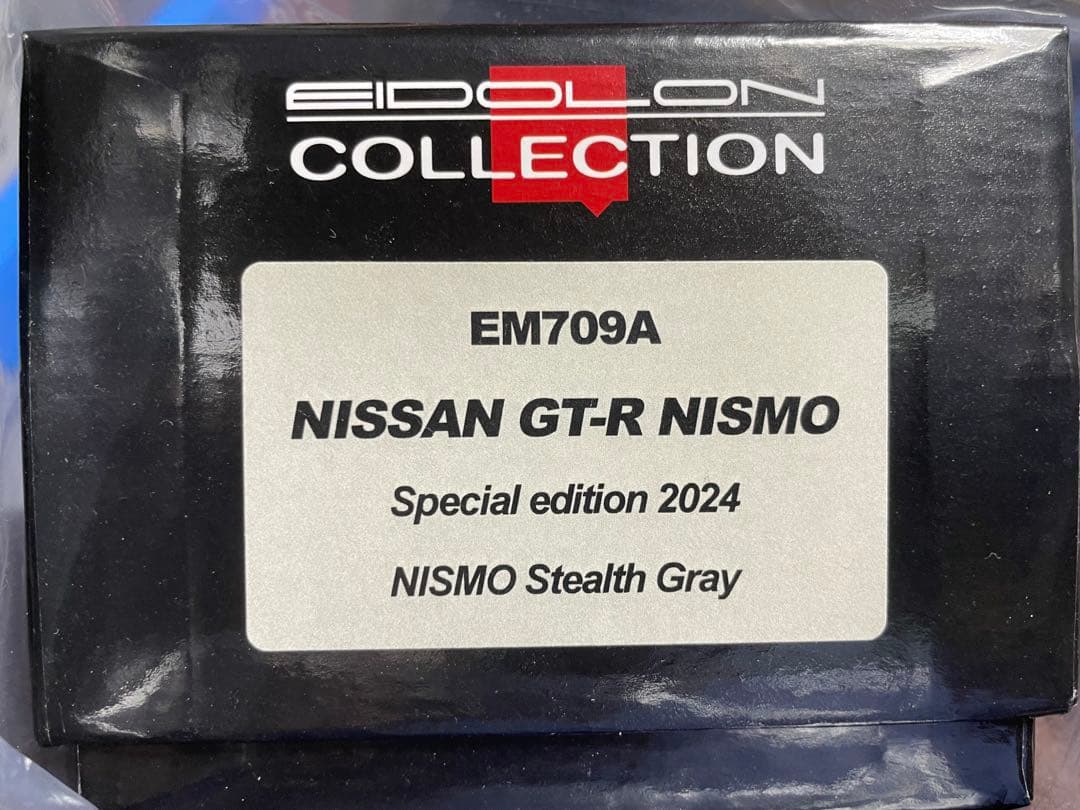 EIDOLON
COLLECTION
EM709A
NISSAN GT-R NISMO
Special edition 2024
NISMO Stealth Gray